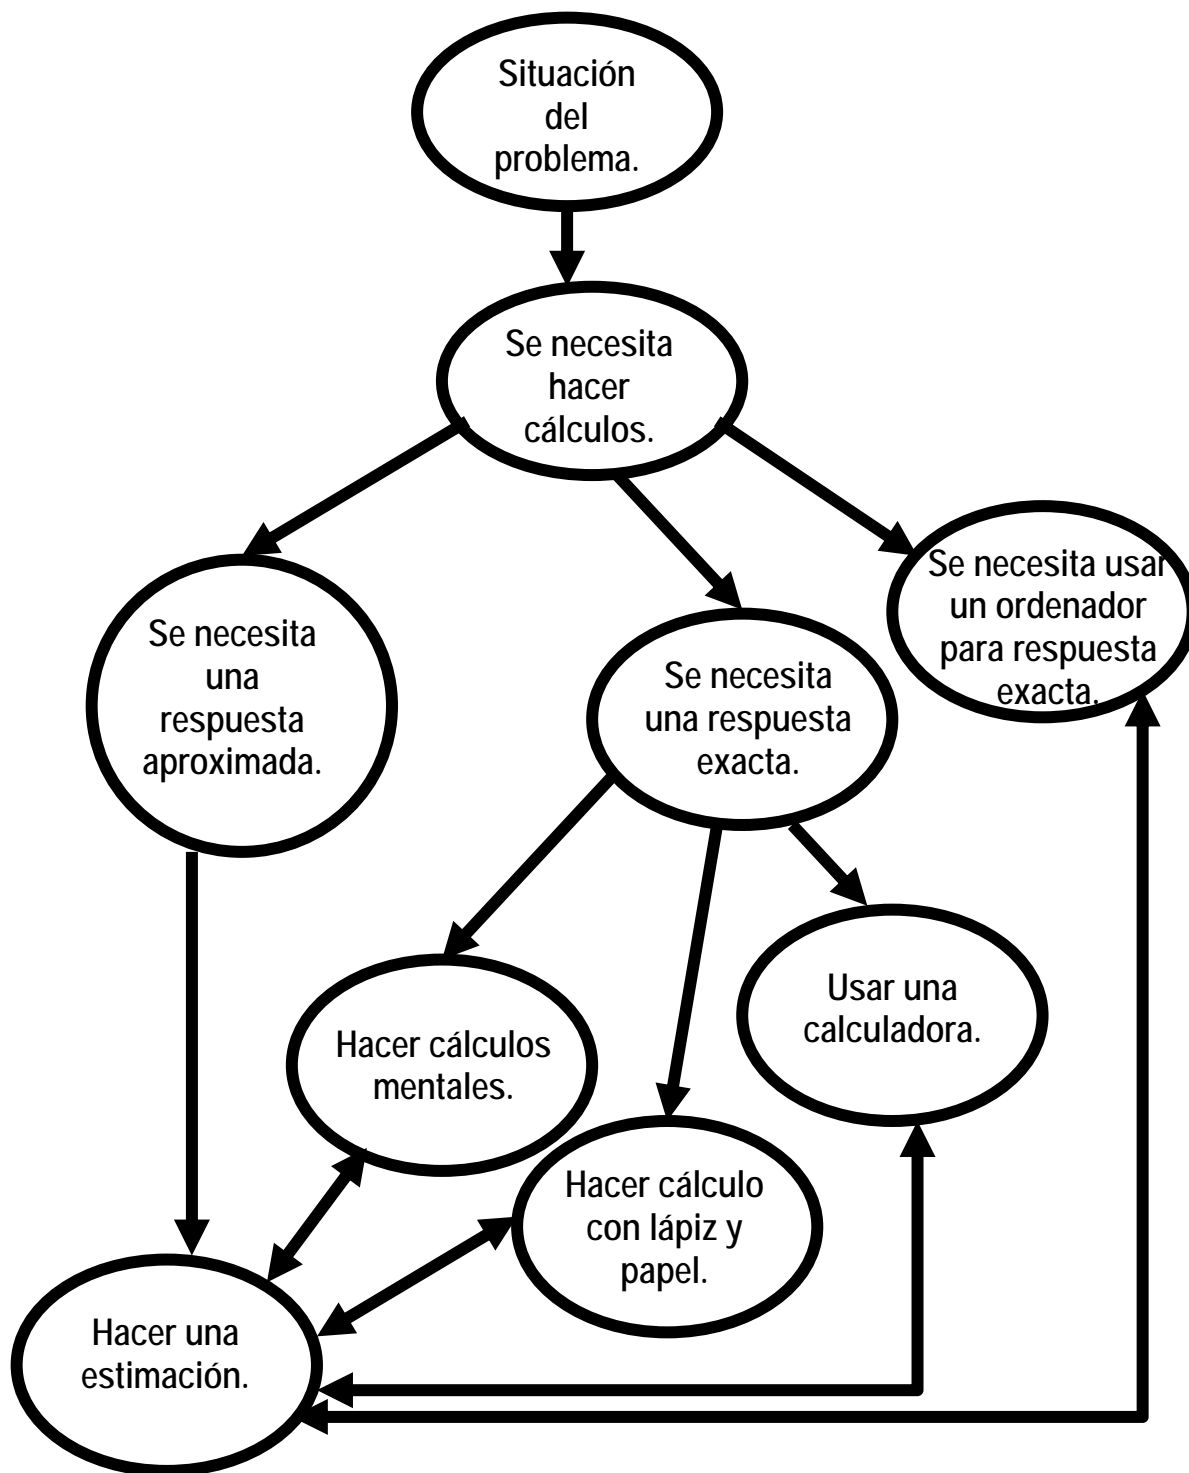 Situación
del
problema.
Se necesita
hacer
cálculos.
Se necesita usar
un ordenador
para respuesta
exacta.
Se necesita
una
respuesta
aproximada.
Se necesita
una respuesta
exacta.
Usar una
calculadora.
Hacer cálculos
mentales.
Hacer cálculo
con lápiz y
papel.
Hacer una
estimación.